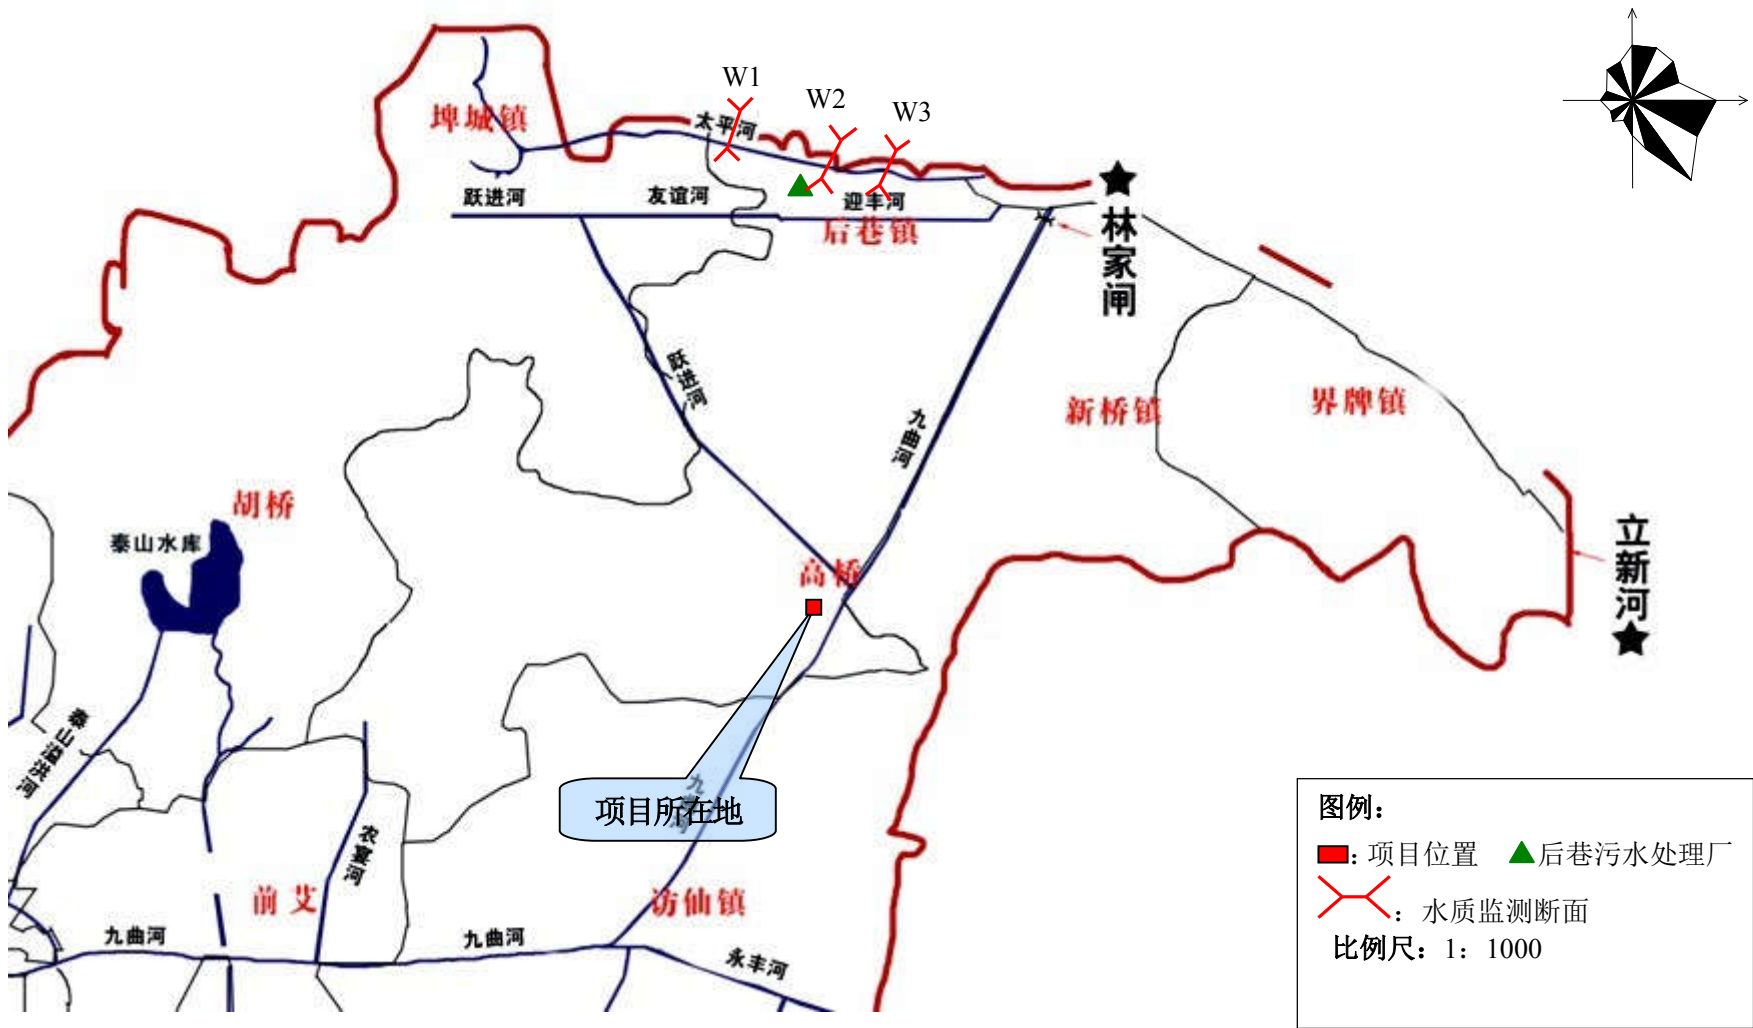 W1
W2
W3
太平河
埤城镇
跃进河
友谊河
迎丰河
后巷镇
林家闸
跃进河
九曲河
新桥镇
界牌镇
胡桥
泰山水库
高桥
立新河
泰山溢洪河
九曲河
项目所在地
农宴河
前艾
访仙镇
九曲河
九曲河
永丰河
图例：
：项目位置
后巷污水处理厂
：水质监测断面
比例尺：1：1000